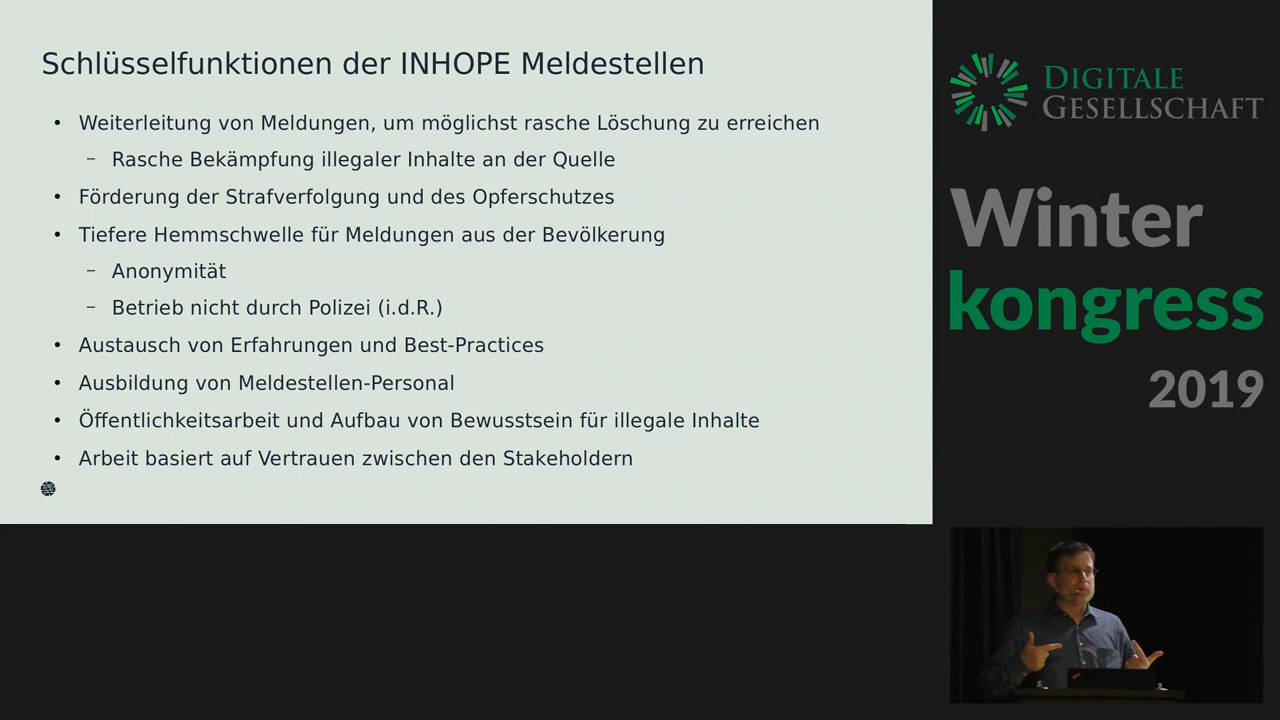 Schlüsselfunktionen der INHOPE Meldestellen
• Weiterleitung von Meldungen, um möglichst rasche Löschung zu erreichen
– Rasche Bekämpfung illegaler Inhalte an der Quelle
• Förderung der Strafverfolgung und des Opferschutzes
• Tiefere Hemmschwelle für Meldungen aus der Bevölkerung
– Anonymität
– Betrieb nicht durch Polizei (i.d.R.)
• Austausch von Erfahrungen und Best-Practices
• Ausbildung von Meldestellen-Personal
• Öffentlichkeitsarbeit und Aufbau von Bewusstsein für illegale Inhalte
• Arbeit basiert auf Vertrauen zwischen den Stakeholdern
DIGITALE
GESELLSCHAFT
Winter
kongress
2019